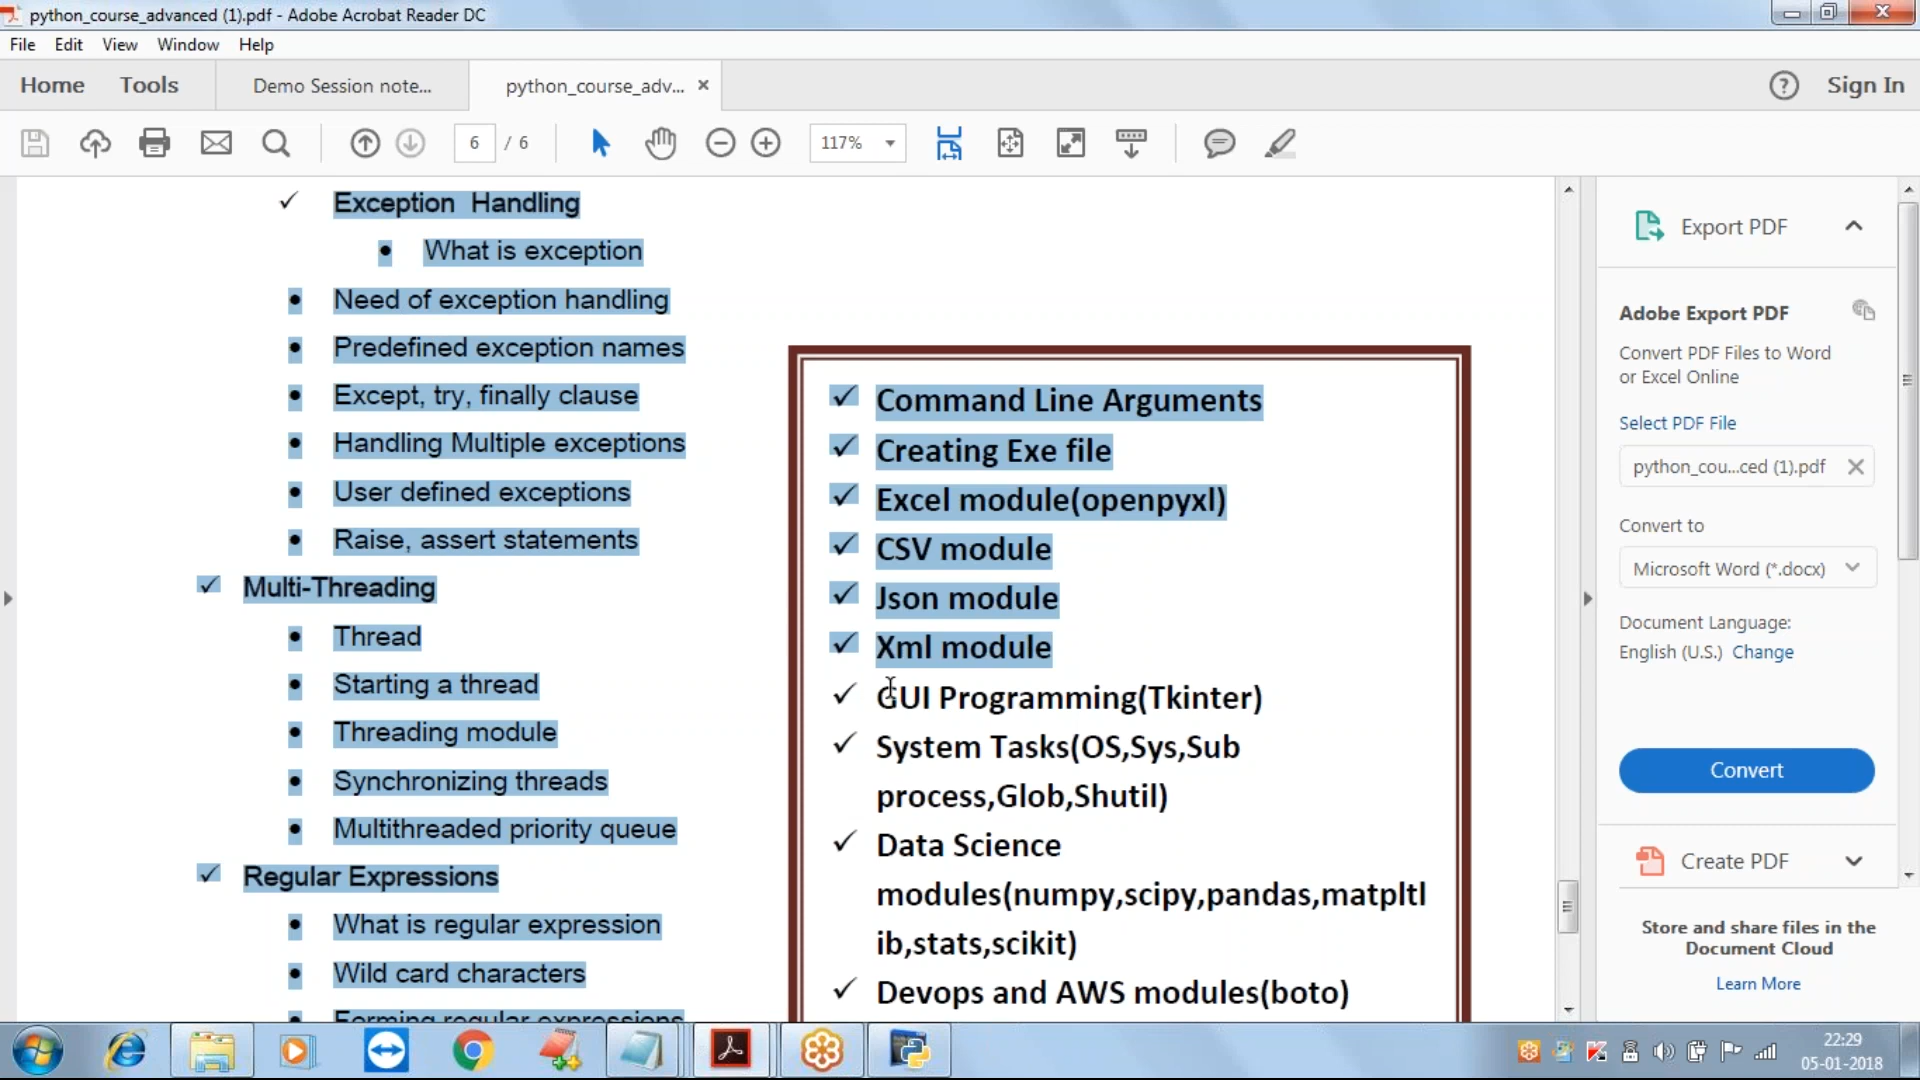 python_course_advanced (1).pdf - Adobe Acrobat Reader DC
File Edit View Window Help
Home Tools Demo Session note... python_course_adv... Sign In
6 / 6 117%
Exception Handling
What is exception
Need of exception handling
Predefined exception names
Except, try, finally clause
Handling Multiple exceptions
User defined exceptions
Raise, assert statements
Multi-Threading
Thread
Starting a thread
Threading module
Synchronizing threads
Multithreaded priority queue
Regular Expressions
What is regular expression
Wild card characters
Forming regular expressions
Command Line Arguments
Creating Exe file
Excel module(openpyxl)
CSV module
Json module
Xml module
GUI Programming(Tkinter)
System Tasks(OS,Sys,Sub
process,Glob,Shutil)
Data Science
modules(numpy,scipy,pandas,matpltl
ib,stats,scikit)
Devops and AWS modules(boto)
Export PDF
Adobe Export PDF
Convert PDF Files to Word
or Excel Online
Select PDF File
python_cou...ced (1).pdf
Convert to
Microsoft Word (*.docx)
Document Language:
English (U.S.) Change
Convert
Create PDF
Store and share files in the
Document Cloud
Learn More
22:29
05-01-2018